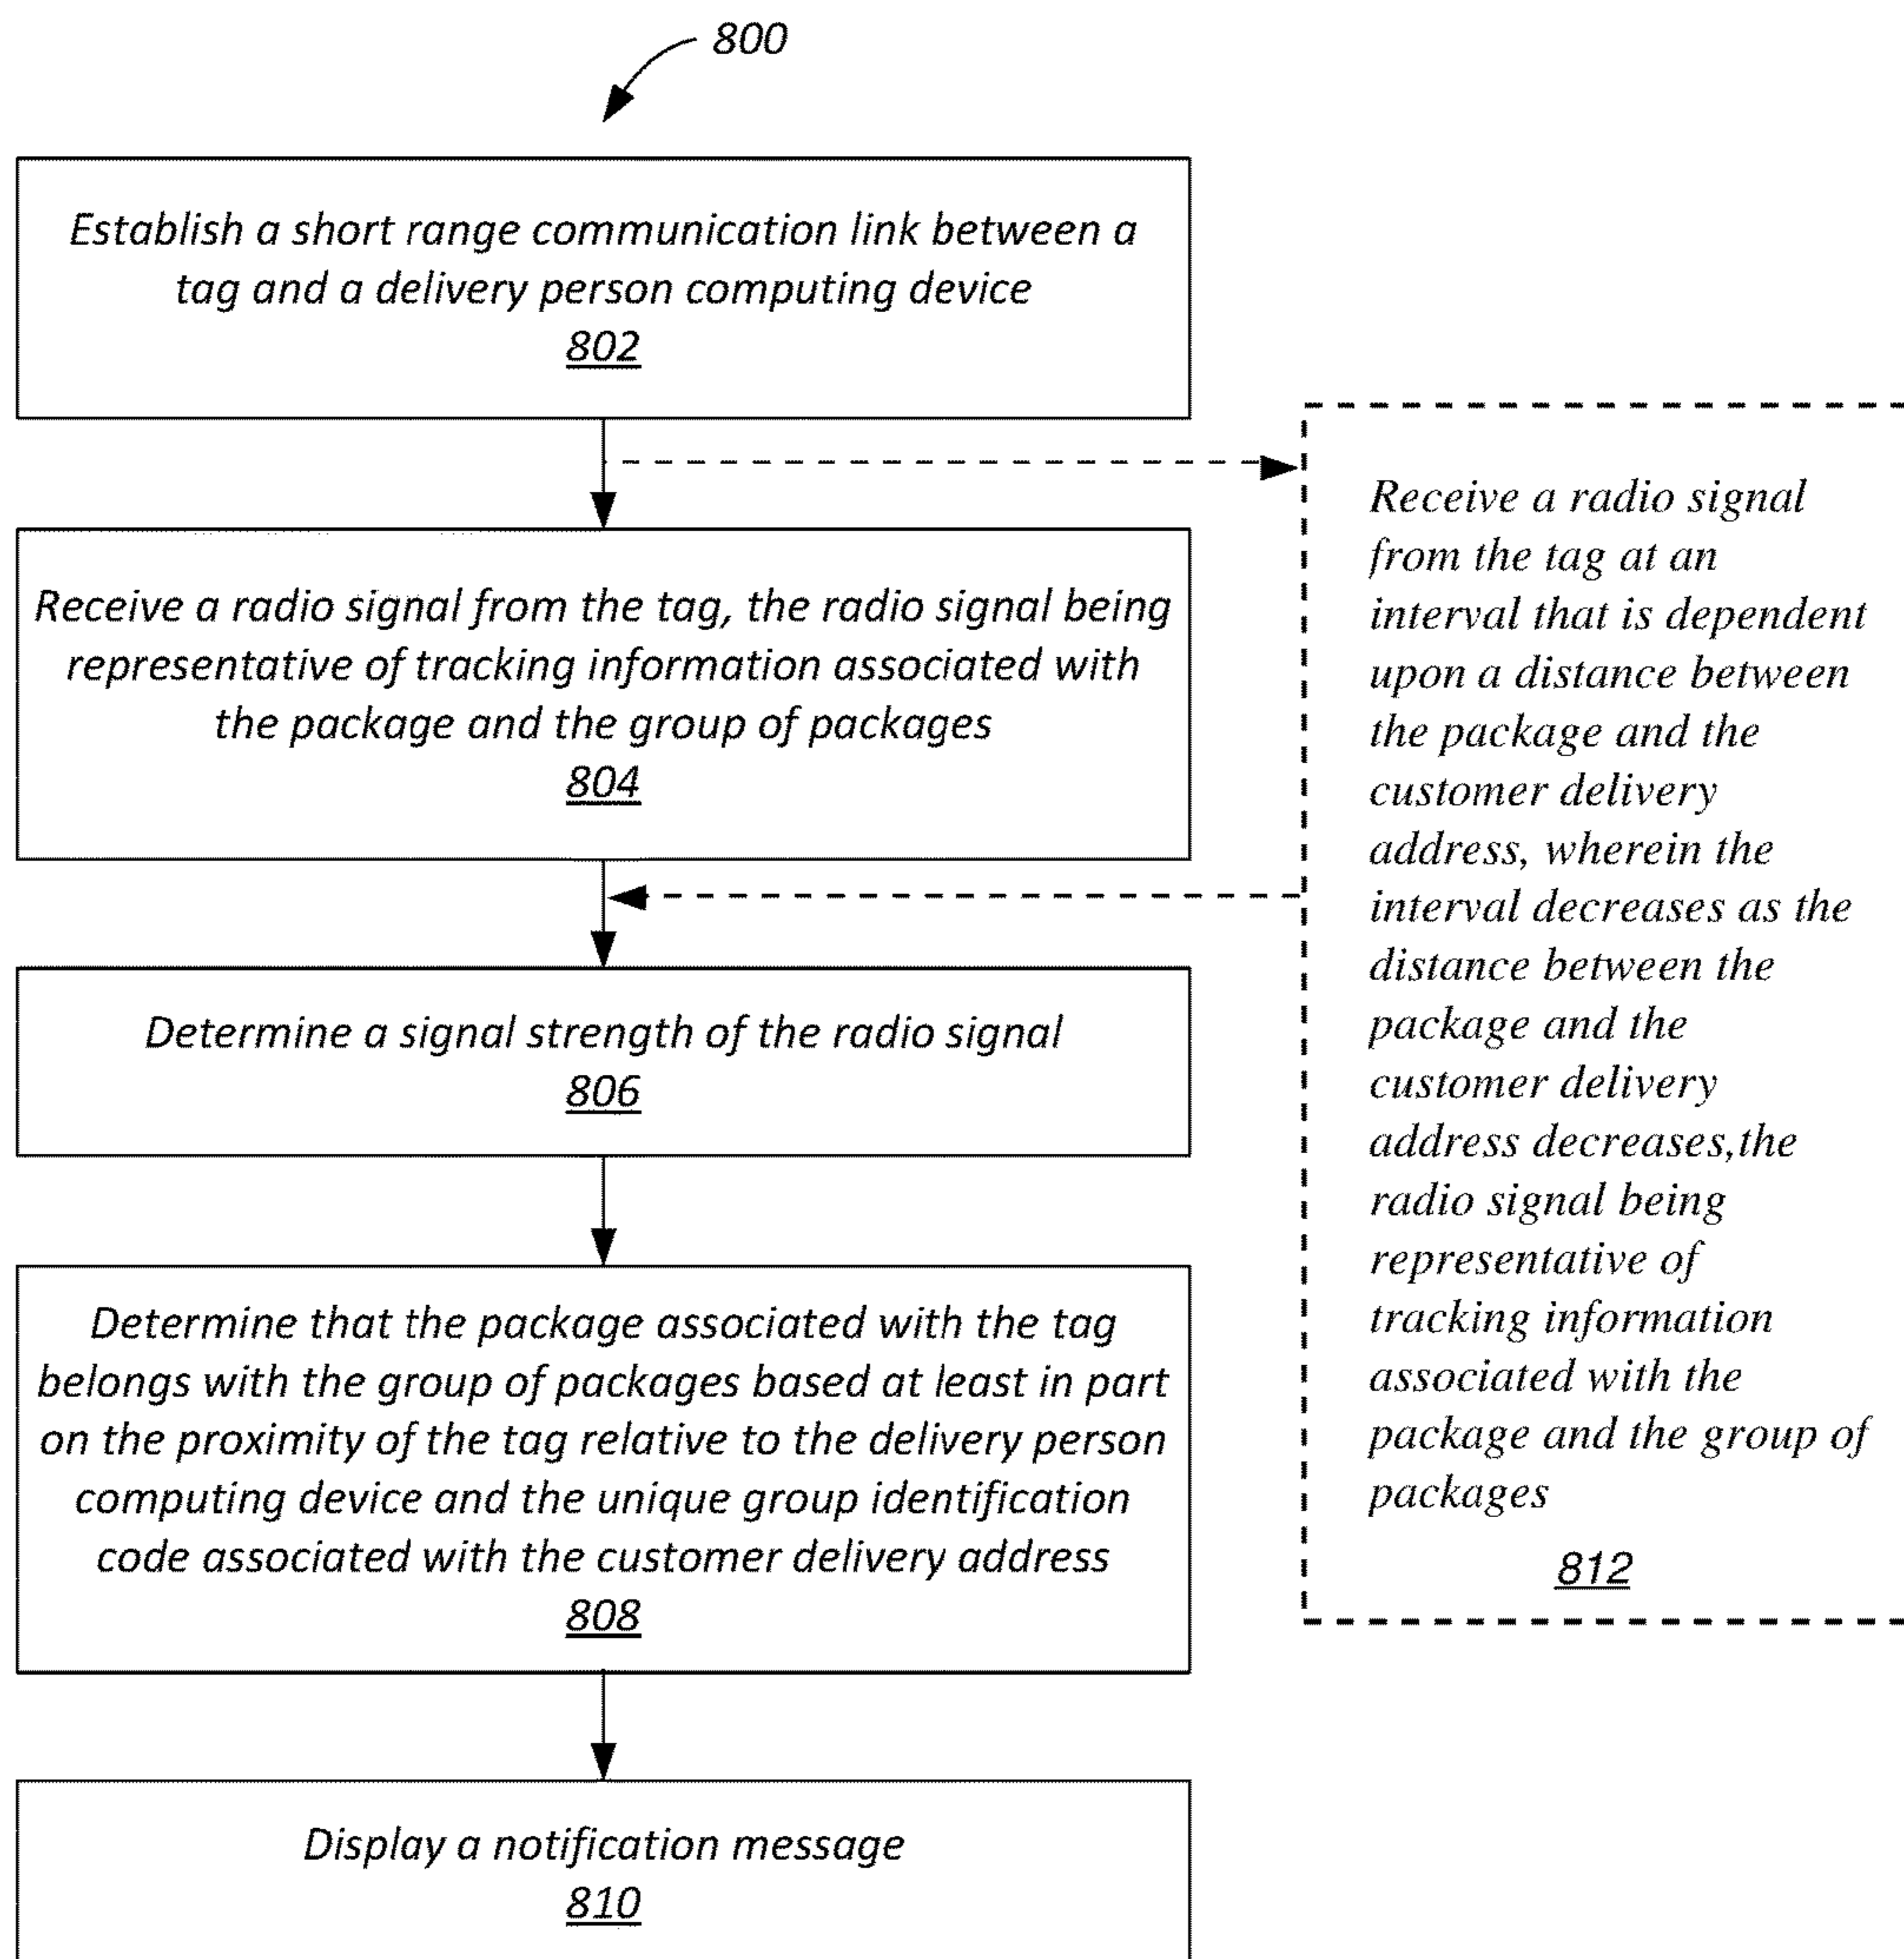 800
Establish a short range communication link between a
tag and a delivery person computing device
802
Receive a radio signal from the tag, the radio signal being
representative of tracking information associated with
the package and the group of packages
804
Determine a signal strength of the radio signal
806
Determine that the package associated with the tag
belongs with the group of packages based at least in part
on the proximity of the tag relative to the delivery person
computing device and the unique group identification
code associated with the customer delivery address
808
Display a notification message
810
Receive a radio signal
from the tag at an
interval that is dependent
upon a distance between
the package and the
customer delivery
address, wherein the
interval decreases as the
distance between the
package and the
customer delivery
address decreases,the
radio signal being
representative of
tracking information
associated with the
package and the group of
packages
812